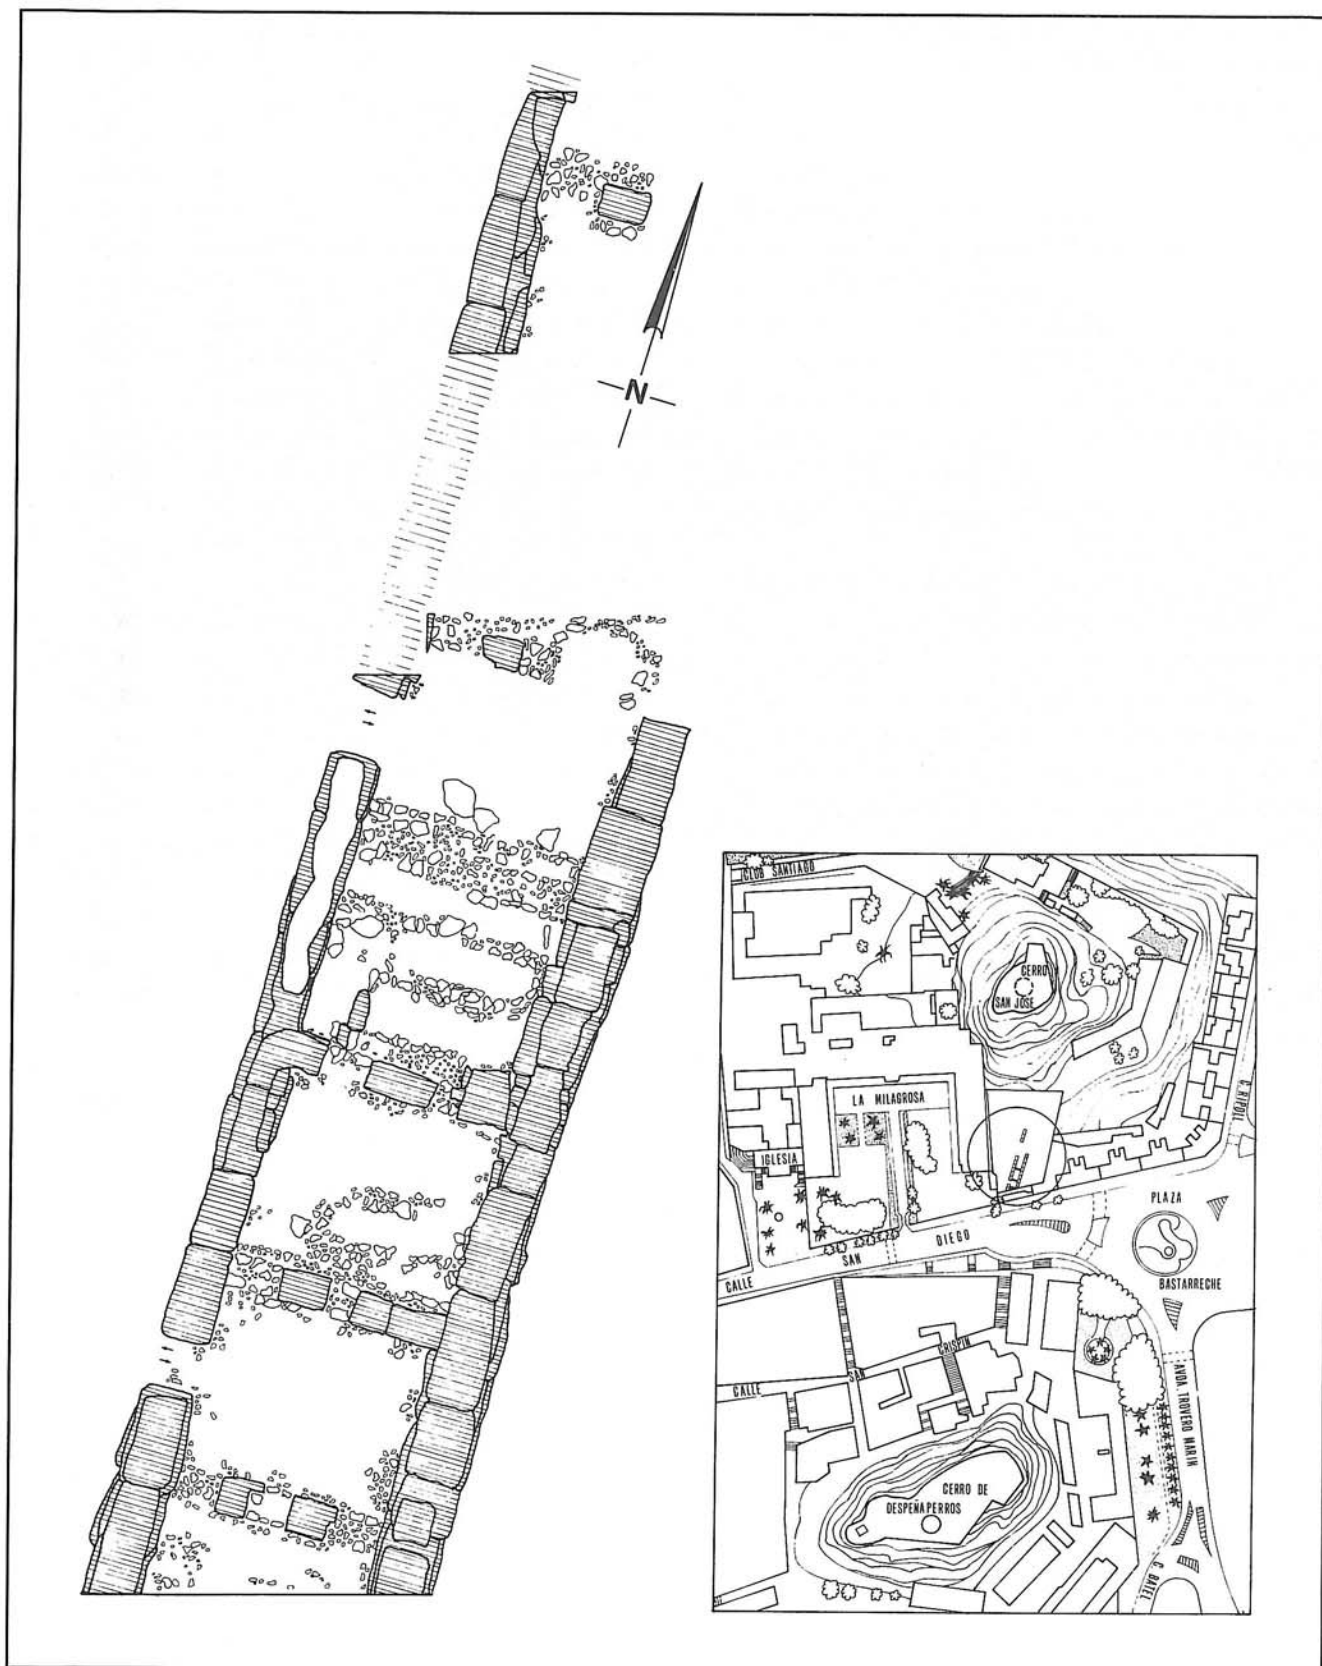 N
CLUB SANTIAGO
CERRO
SAN JOSE
C. RIPOLL
LA MILAGROSA
IGLESIA
PLAZA
BASTARRECHE
CALLE SAN DIEGO
CALLE SAN CRISPIN
AVDA. TROVERO MARIN
CERRO DE
DESPEÑAPERROS
C. BATEL